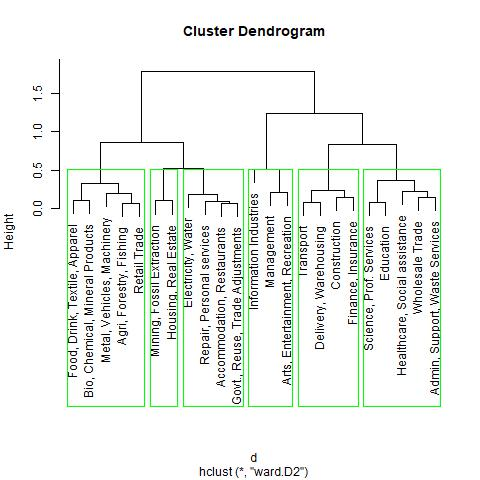 Cluster Dendrogram
Height
0.0
0.5
1.0
1.5
Food, Drink, Textile, Apparel
Bio, Chemical, Mineral Products
Metal, Vehicles, Machinery
Agri, Forestry, Fishing
Retail Trade
Mining, Fossil Extraction
Housing, Real Estate
Electricity, Water
Repair, Personal services
Accommodation, Restaurants
Govt., Reuse, Trade Adjustments
Information Industries
Management
Arts, Entertainment, Recreation
Transport
Delivery, Warehousing
Construction
Finance, Insurance
Science, Prof. Services
Education
Healthcare, Social assistance
Wholesale Trade
Admin, Support, Waste Services
d
hclust (*, "ward.D2")